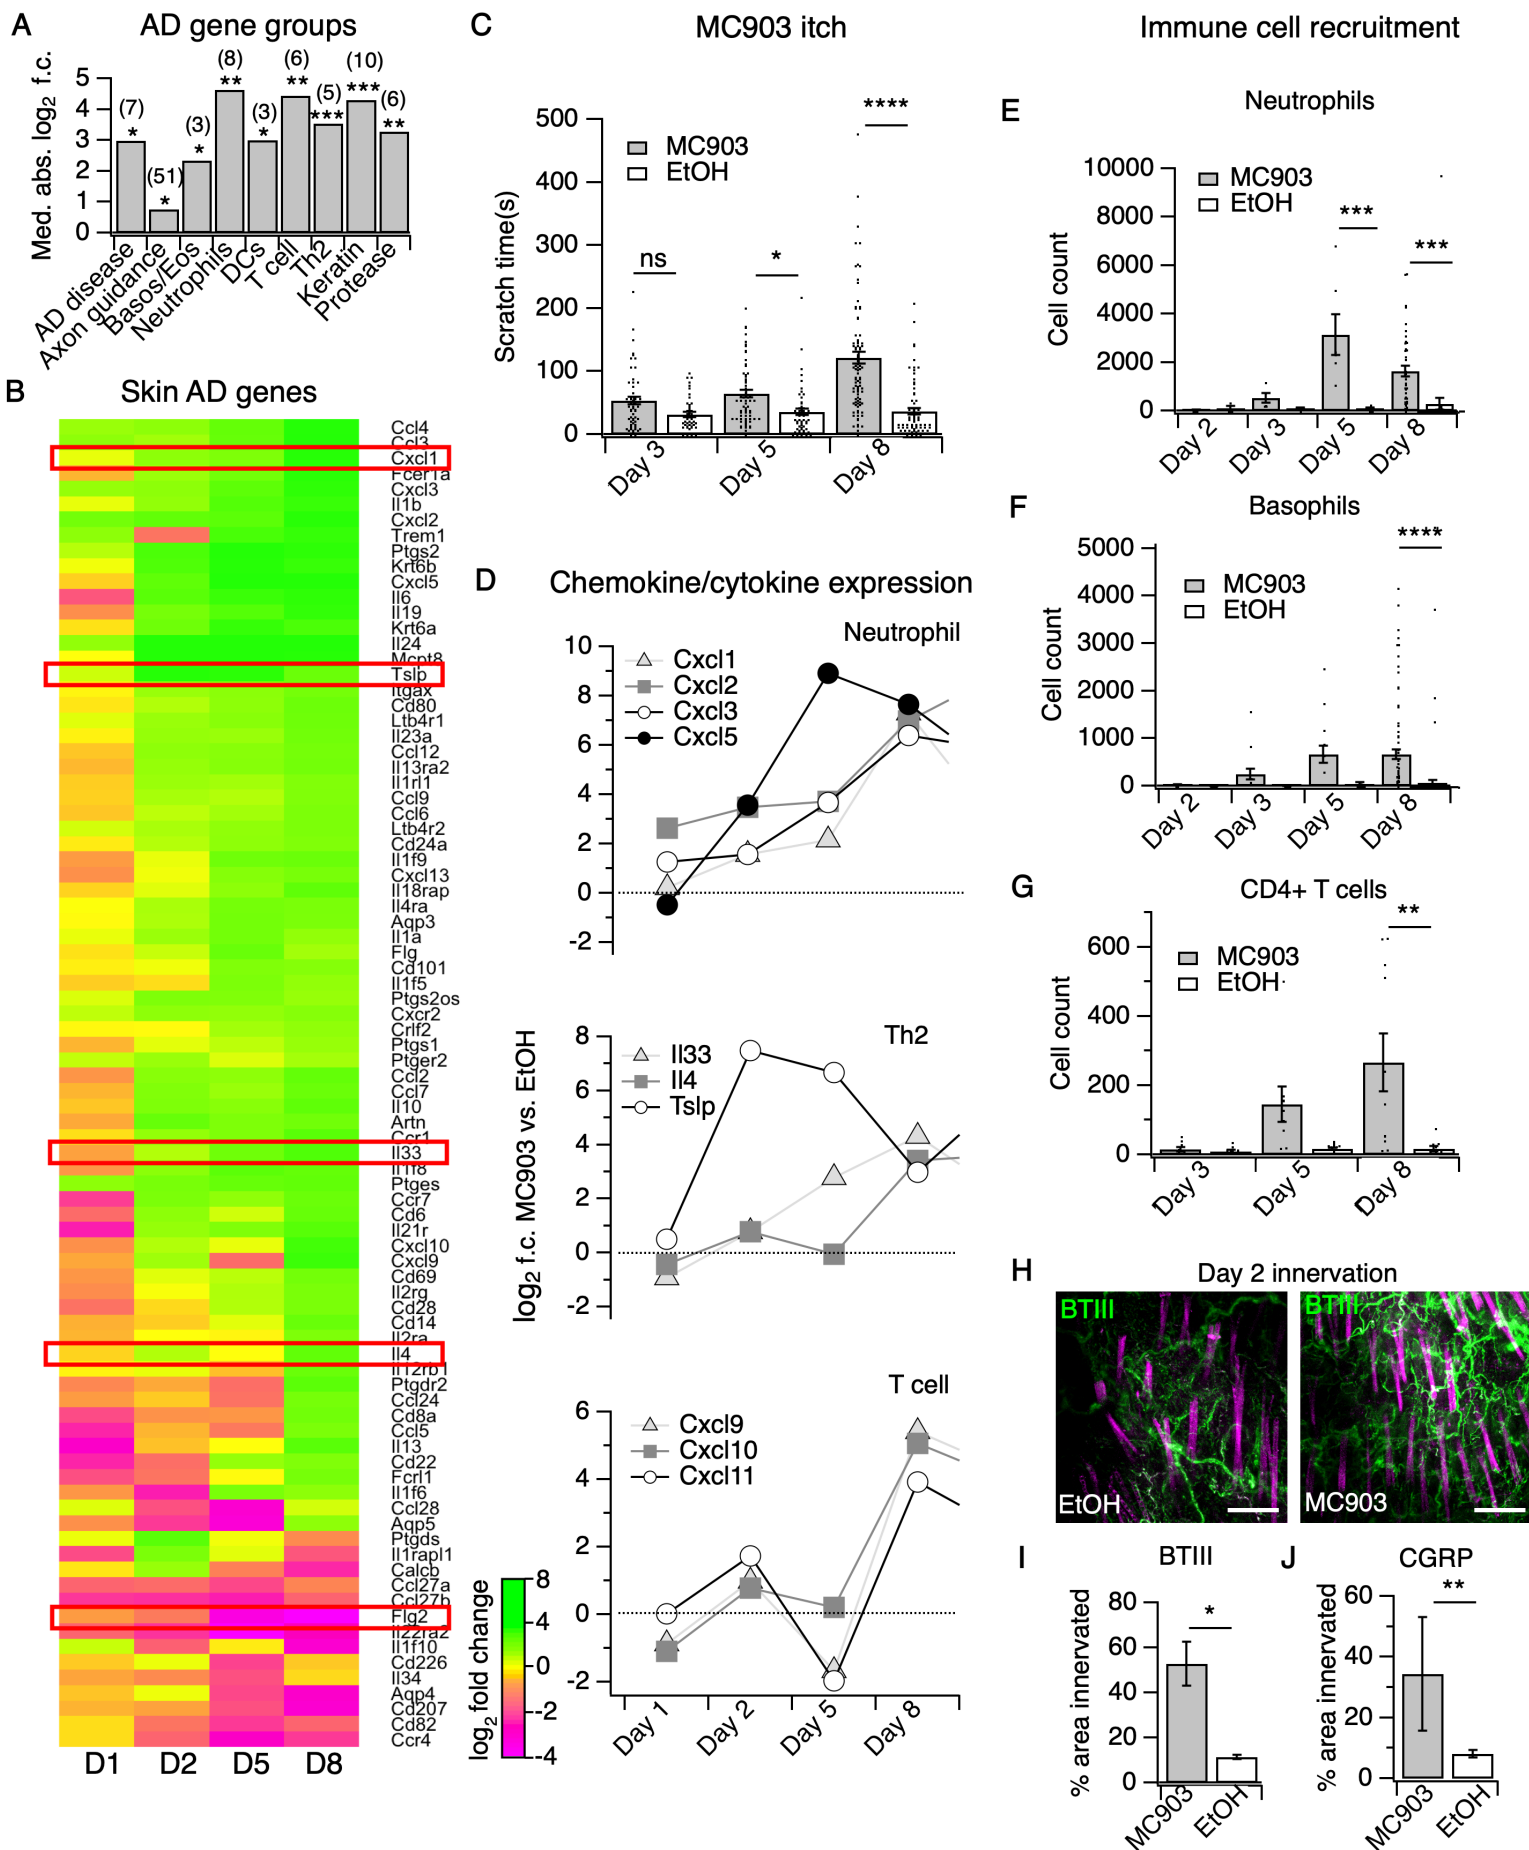 A
AD gene groups
Med. abs. log2 f.c.
5
4
3
2
1
0
(7)
*
(51)
*
(3)
*
(8)
**
(3)
*
(6)
**
(5)
***
(10)
***
(6)
**
AD disease
Axon guidance
Basos/Eos
Neutrophils
DCs
T cell
Th2
Keratin
Protease
B
Skin AD genes
Ccl4
Ccl3
Cxcl1
Fcer1a
Cxcl3
Il1b
Cxcl2
Trem1
Ptgs2
Krt6b
Cxcl5
Il6
Il19
Krt6a
Il24
Mcpt8
Tslp
Itgax
Cd80
Ltb4r1
Il23a
Ccl12
Il13ra2
Il1rl1
Ccl9
Ccl6
Ltb4r2
Cd24a
Il1f9
Cxcl13
Il18rap
Il4ra
Aqp3
Il1a
Flg
Cd101
Il1f5
Ptgs2os
Cxcr2
Crlf2
Ptgs1
Ptger2
Ccl2
Ccl7
Il10
Artn
Ccr1
Il33
Il1f8
Ptges
Ccr7
Cd6
Il21r
Cxcl10
Cxcl9
Cd69
Il2rg
Cd28
Cd14
Il2ra
Il4
Il12rb1
Ptgdr2
Ccl24
Cd8a
Ccl5
Il13
Cd22
Fcrl1
Il1f6
Ccl28
Aqp5
Ptgds
Il1rapl1
Calcb
Ccl27a
Ccl27b
Flg2
Il22ra2
Il1f10
Cd226
Il34
Aqp4
Cd207
Cd82
Ccr4
D1 D2 D5 D8
log2 fold change
8
4
0
-2
-4
C
MC903 itch
Scratch time(s)
500
400
300
200
100
0
MC903
EtOH
ns
*
****
Day 3
Day 5
Day 8
D
Chemokine/cytokine expression
log2 f.c. MC903 vs. EtOH
Neutrophil
10
8
6
4
2
0
-2
Cxcl1
Cxcl2
Cxcl3
Cxcl5
Th2
8
6
4
2
0
-2
Il33
Il4
Tslp
T cell
6
4
2
0
-2
Cxcl9
Cxcl10
Cxcl11
Day 1
Day 2
Day 5
Day 8
Immune cell recruitment
E
Neutrophils
Cell count
10000
8000
6000
4000
2000
0
MC903
EtOH
***
***
Day 2
Day 3
Day 5
Day 8
F
Basophils
Cell count
5000
4000
3000
2000
1000
0
MC903
EtOH
****
Day 2
Day 3
Day 5
Day 8
G
CD4+ T cells
Cell count
600
400
200
0
MC903
EtOH
**
Day 3
Day 5
Day 8
H
Day 2 innervation
BTIII
EtOH
BTIII
MC903
I
BTIII
% area innervated
80
60
40
20
0
*
MC903
EtOH
J
CGRP
% area innervated
60
40
20
0
**
MC903
EtOH